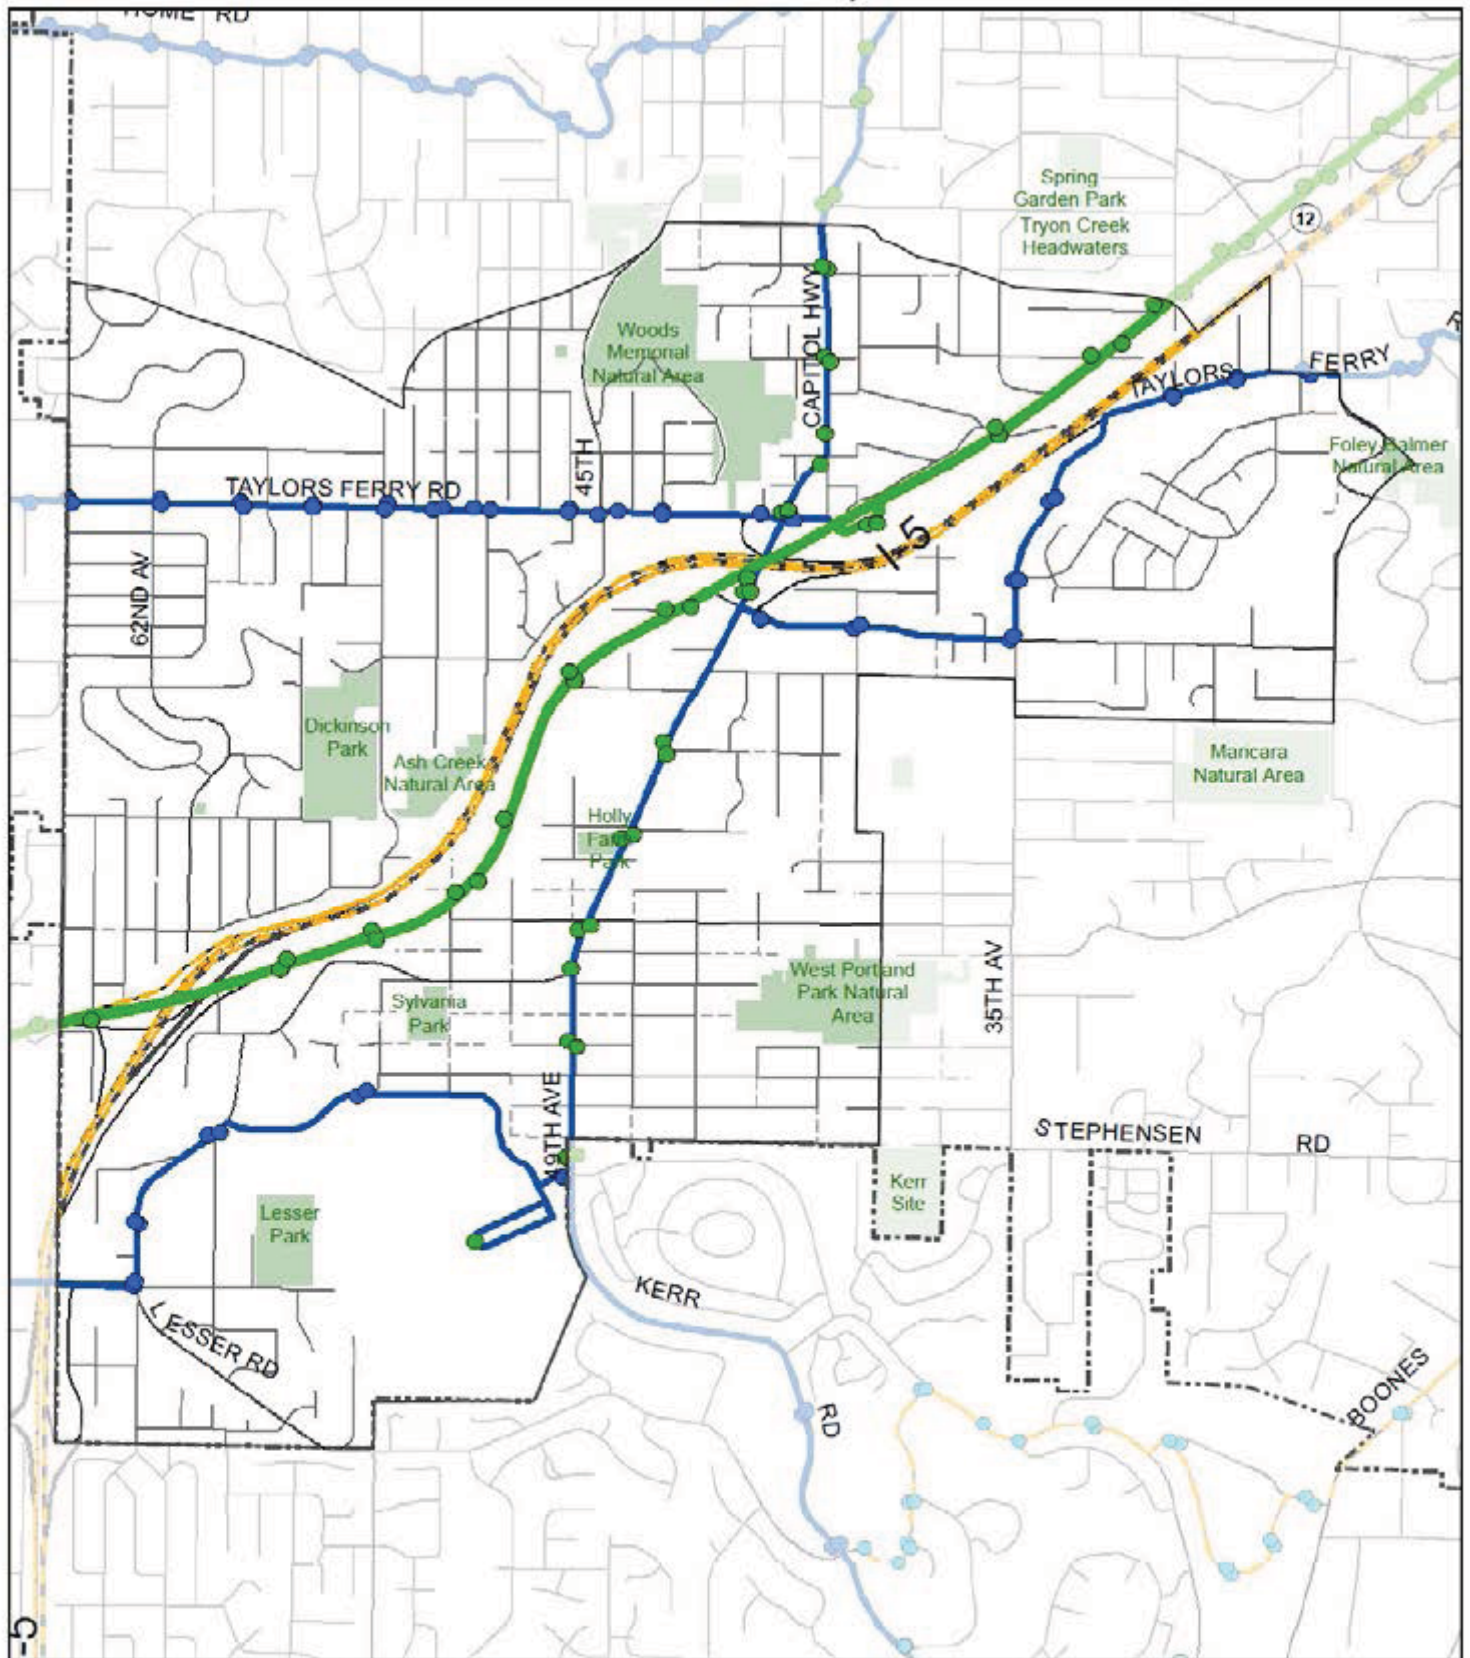 HOME RD
Spring
Garden Park
Tryon Creek
Headwaters
12
CAPITOL HWY
Woods
Memorial
Natural Area
TAYLORS
FERRY
Foley Balmer
Natural Area
45TH
TAYLORS FERRY RD
I-5
62ND AV
Dickinson
Park
Ash Creek
Natural Area
Mancara
Natural Area
Holly
Farm
Park
West Portland
Park Natural
Area
35TH AV
Sylvania
Park
49TH AVE
STEPHENSEN
RD
Kerr
Site
Lesser
Park
KERR
LESSER RD
RD
BOONES